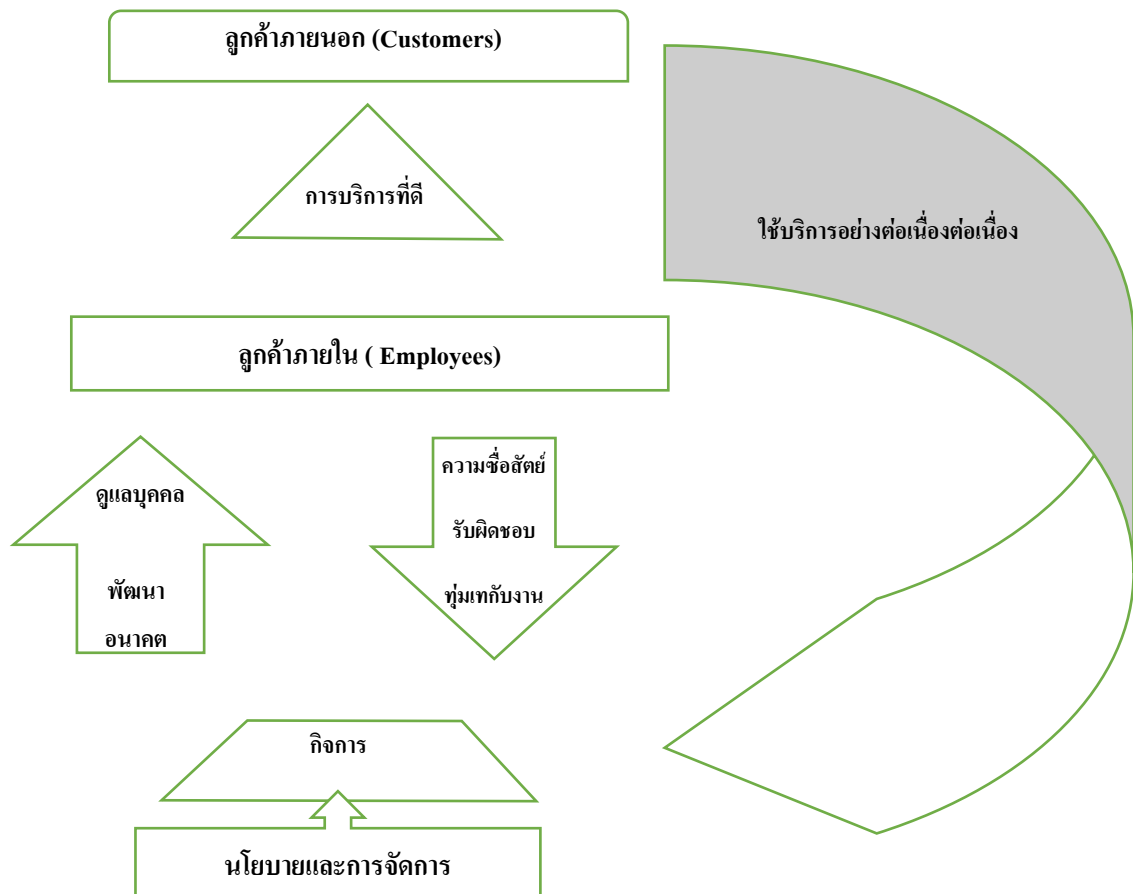 ลูกค้าภายนอก (Customers)
การบริการที่ดี
ใช้บริการอย่างต่อเนื่องต่อเนื่อง
ลูกค้าภายใน ( Employees)
ดูแลบุคคล
พัฒนา
อนาคต
ความซื่อสัตย์
รับผิดชอบ
ทุ่มเทกับงาน
กิจการ
นโยบายและการจัดการ